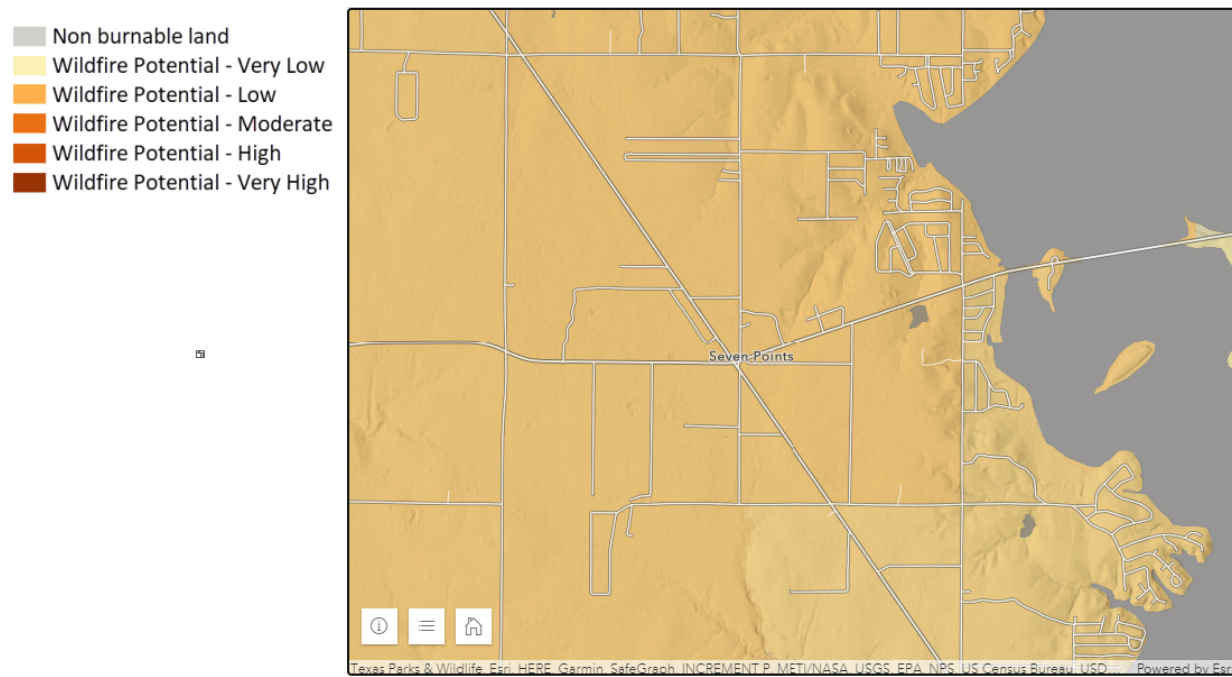 Non burnable land
Wildfire Potential - Very Low
Wildfire Potential - Low
Wildfire Potential - Moderate
Wildfire Potential - High
Wildfire Potential - Very High
Seven Points
Texas Parks & Wildlife, Esri, HERE, Garmin, SafeGraph, INCREMENT P, METI/NASA, USGS, EPA, NPS, US Census Bureau, USD... Powered by Esri